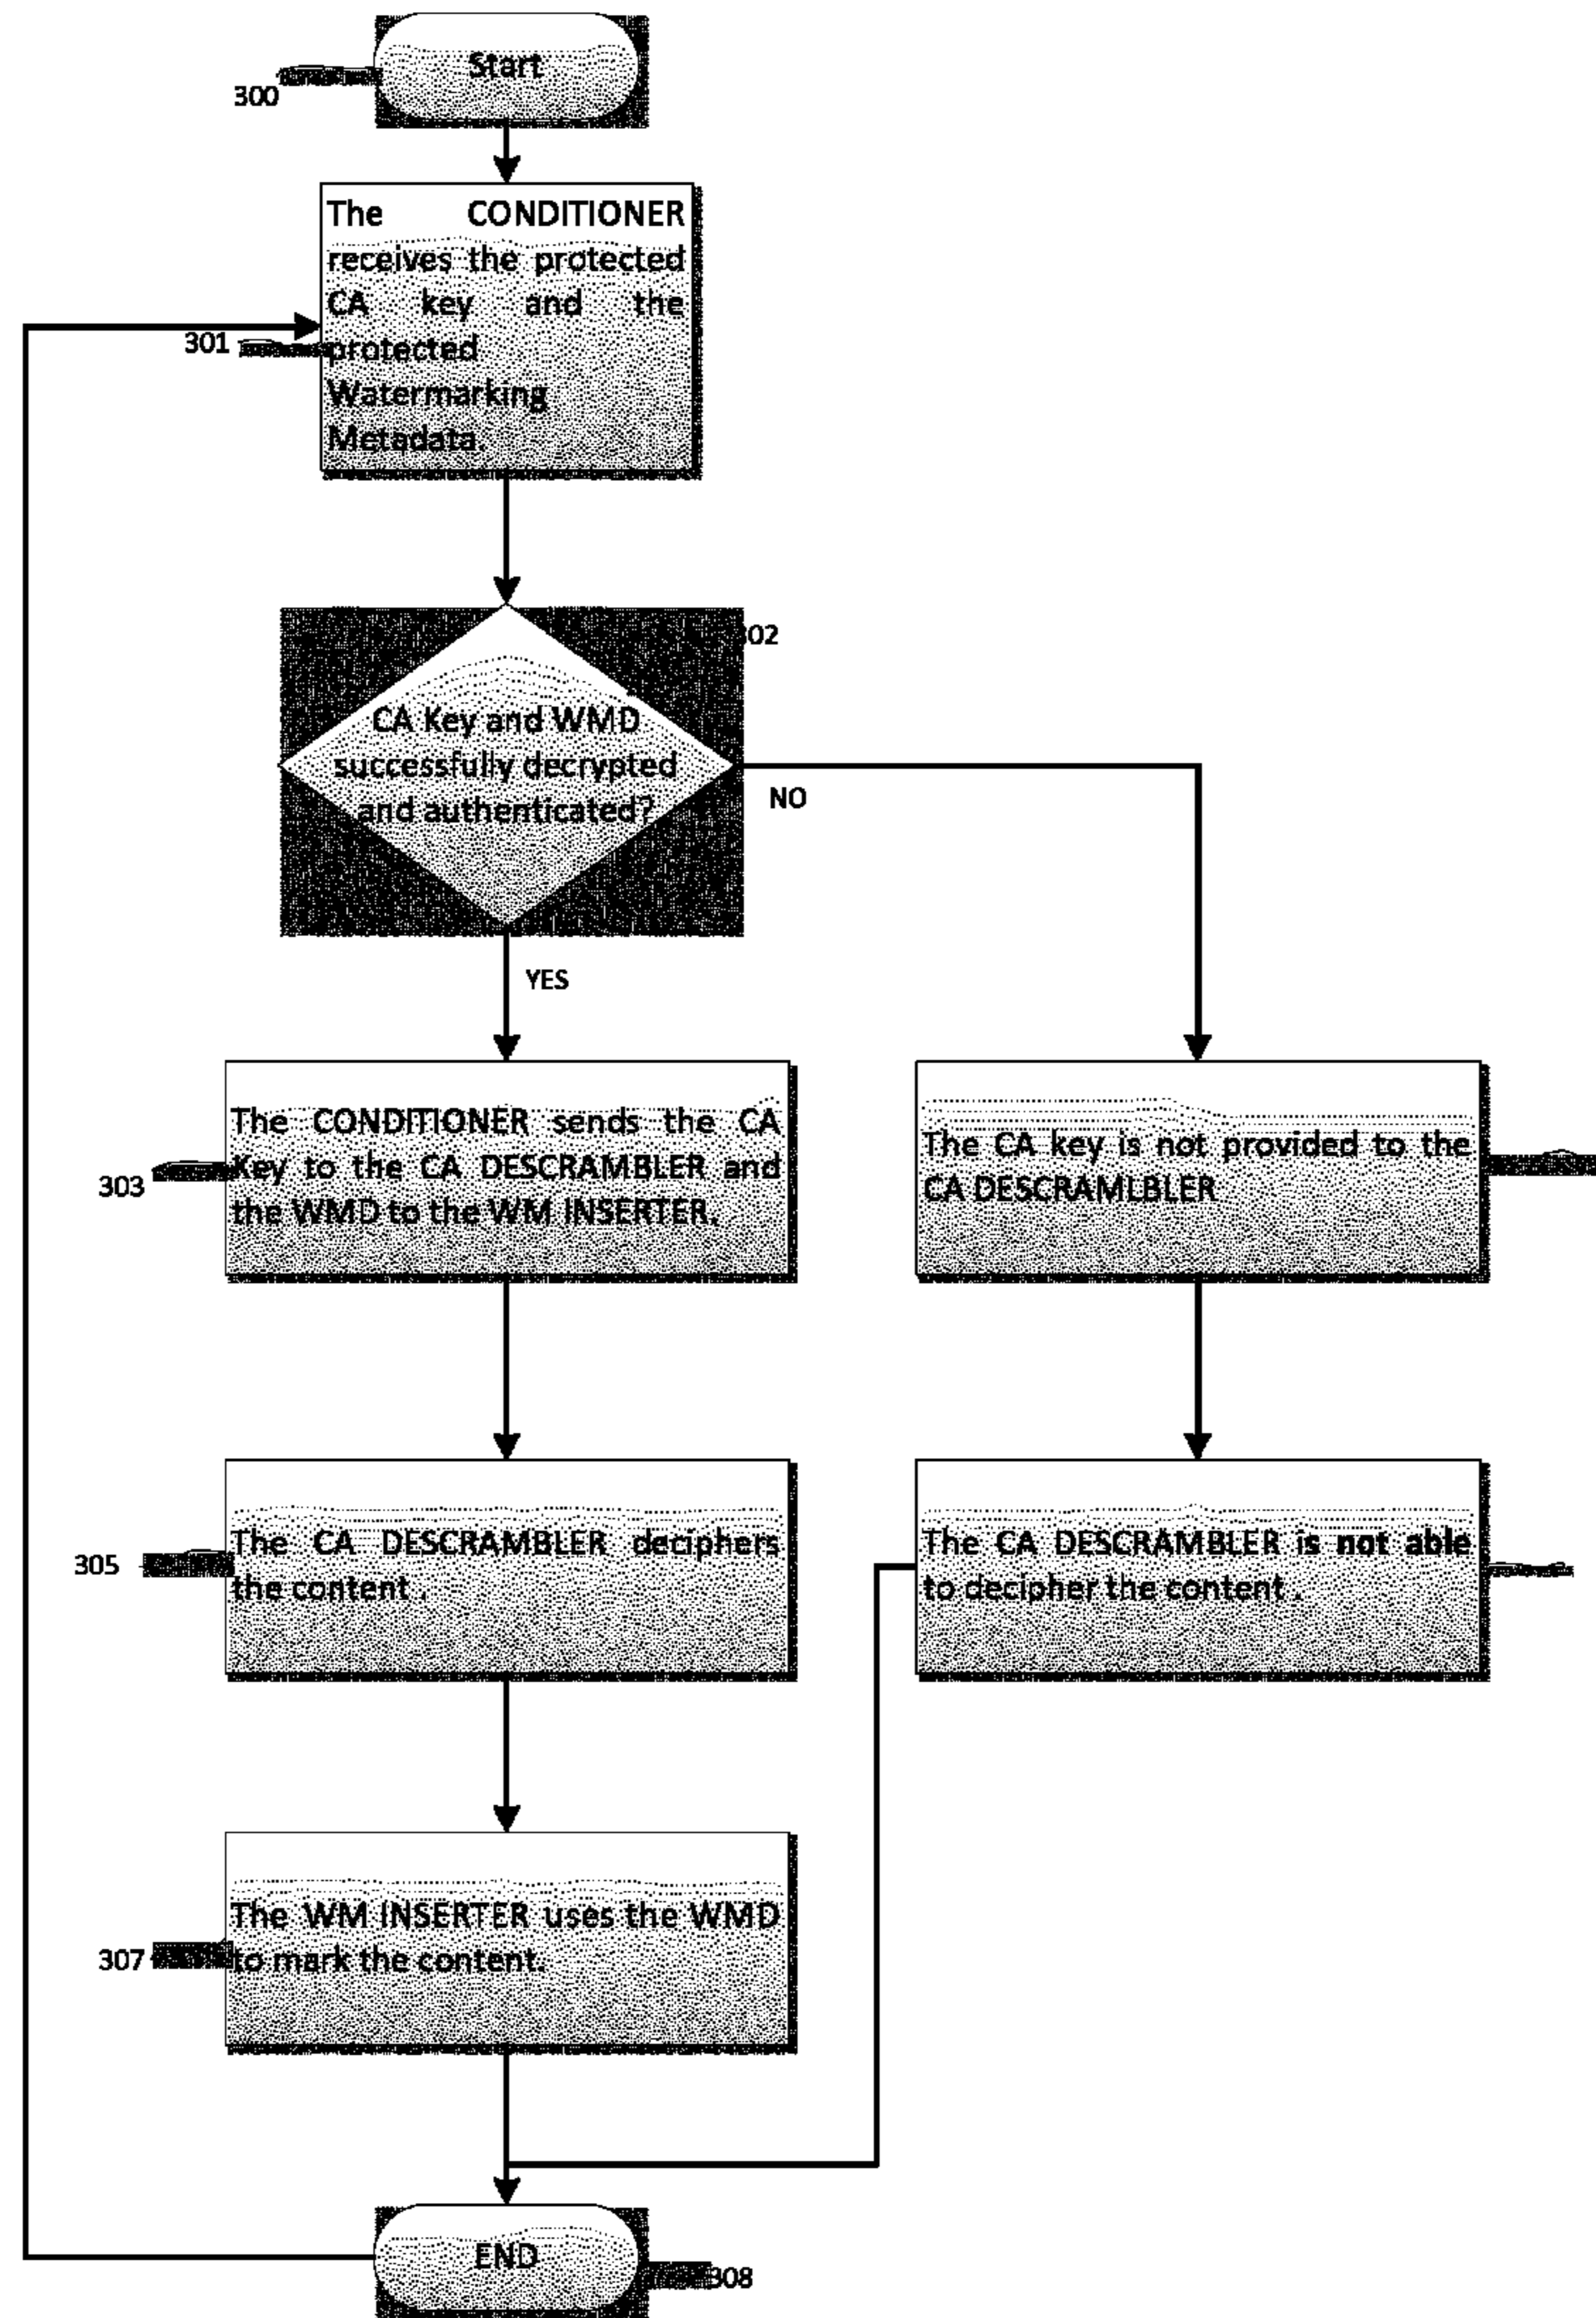 Start
300
The CONDITIONER
receives the protected
CA key and the
301
protected
Watermarking
Metadata.
302
CA Key and WMD
successfully decrypted
and authenticated?
NO
YES
The CONDITIONER sends the CA
Key to the CA DESCRAMBLER and
the WMD to the WM INSERTER.
303
The CA key is not provided to the
CA DESCRAMLBLER
The CA DESCRAMBLER deciphers
the content .
305
The CA DESCRAMBLER is not able
to decipher the content .
The WM INSERTER uses the WMD
to mark the content.
307
END
308